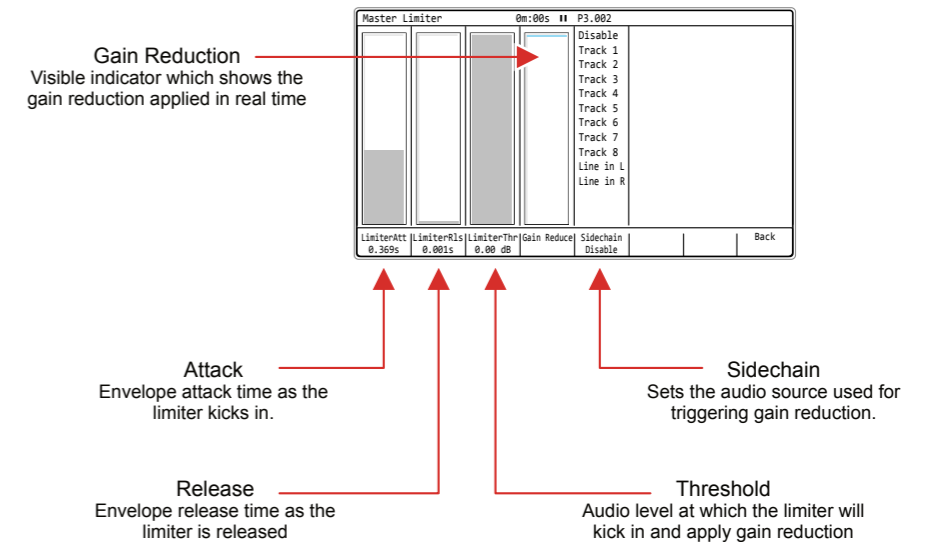 Master Limiter 0m:00s II P3.002
Disable
Track 1
Track 2
Track 3
Track 4
Track 5
Track 6
Track 7
Track 8
Line in L
Line in R
LimiterAtt LimiterRls LimiterThr Gain Reduce Sidechain Back
0.369s 0.001s 0.00 dB Disable
Gain Reduction
Visible indicator which shows the
gain reduction applied in real time
Attack
Envelope attack time as the
limiter kicks in.
Sidechain
Sets the audio source used for
triggering gain reduction.
Release
Envelope release time as the
limiter is released
Threshold
Audio level at which the limiter will
kick in and apply gain reduction